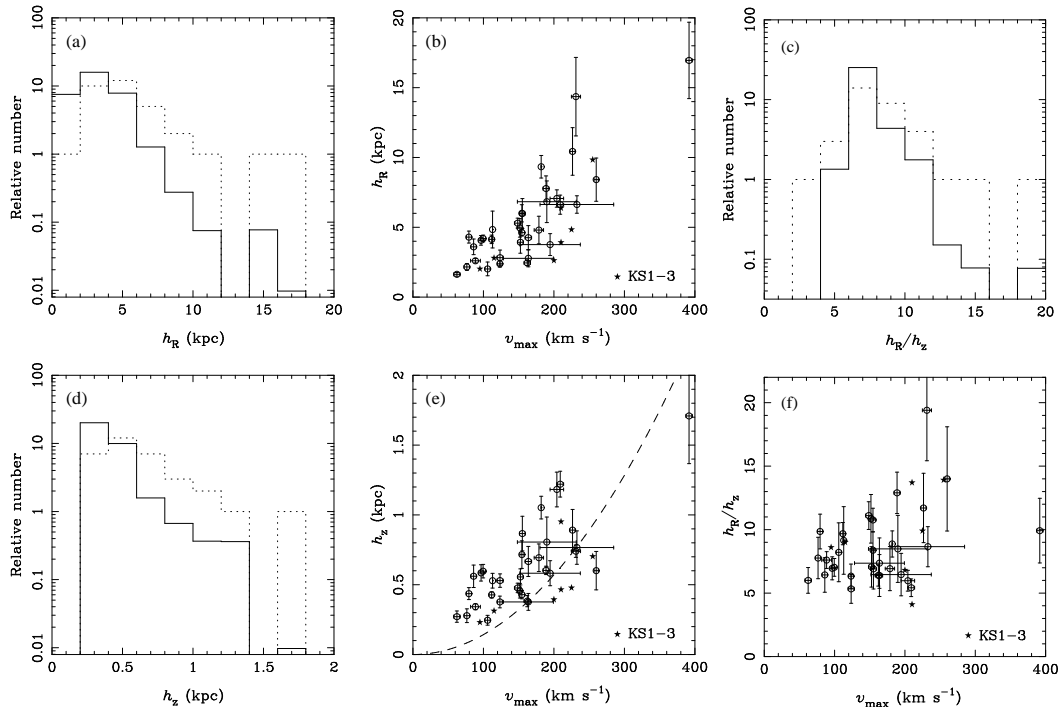 (a)
Relative number
100
10
1
0.1
0.01
0
5
10
15
20
h_R (kpc)
(b)
h_R (kpc)
20
15
10
5
0
0
100
200
300
400
v_max (km s⁻¹)
★ KS1−3
(c)
Relative number
100
10
1
0.1
0
5
10
15
20
h_R/h_z
(d)
Relative number
100
10
1
0.1
0.01
0
0.5
1
1.5
2
h_z (kpc)
(e)
h_z (kpc)
2
1.5
1
0.5
0
0
100
200
300
400
v_max (km s⁻¹)
★ KS1−3
(f)
h_R/h_z
20
15
10
5
0
0
100
200
300
400
v_max (km s⁻¹)
★ KS1−3